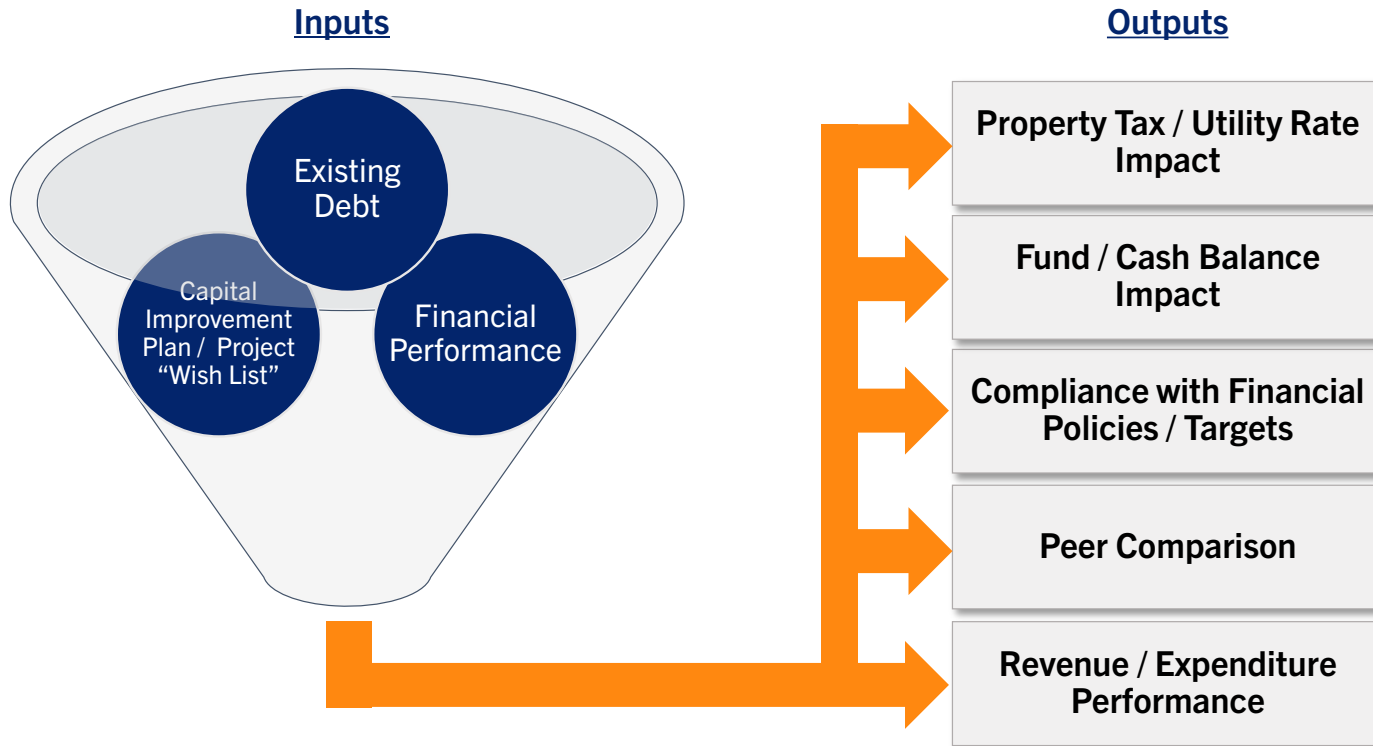 Inputs
Existing
Debt
Capital
Improvement
Plan / Project
“Wish List”
Financial
Performance
Outputs
Property Tax / Utility Rate
Impact
Fund / Cash Balance
Impact
Compliance with Financial
Policies / Targets
Peer Comparison
Revenue / Expenditure
Performance